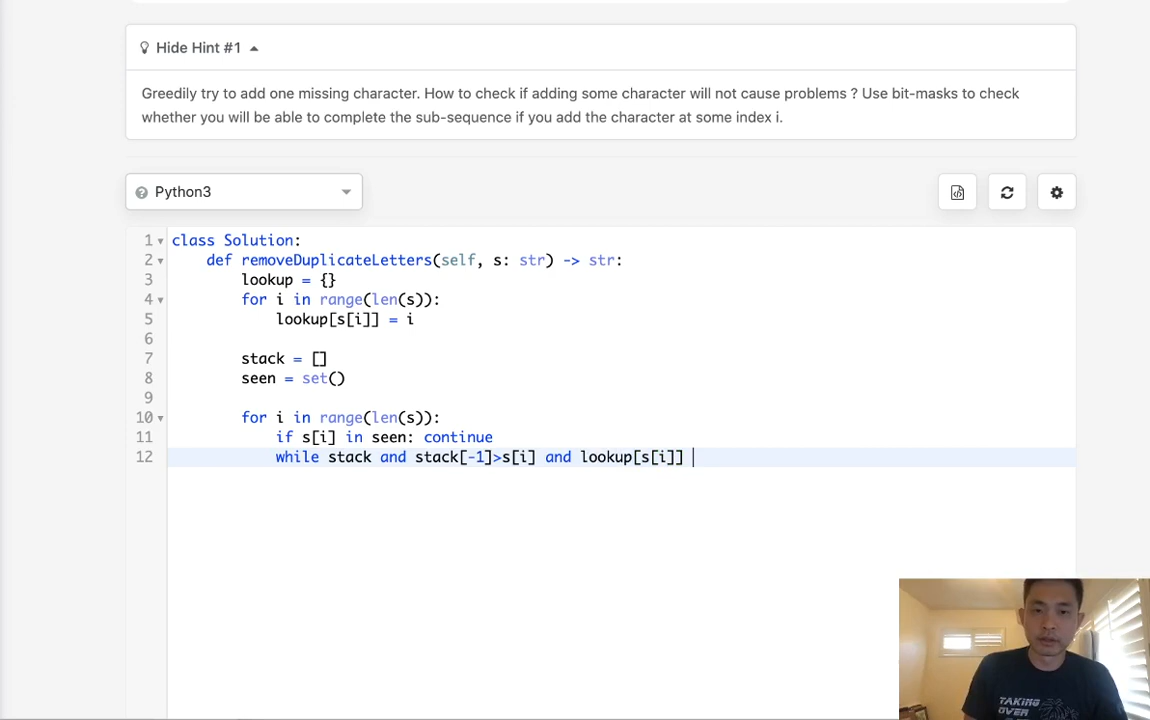 Hide Hint #1
Greedily try to add one missing character. How to check if adding some character will not cause problems ? Use bit-masks to check
whether you will be able to complete the sub-sequence if you add the character at some index i.
Python3
1 class Solution:
2 def removeDuplicateLetters(self, s: str) -> str:
3 lookup = {}
4 for i in range(len(s)):
5 lookup[s[i]] = i
6
7 stack = []
8 seen = set()
9
10 for i in range(len(s)):
11 if s[i] in seen: continue
12 while stack and stack[-1]>s[i] and lookup[s[i]]
TAKING
OVER